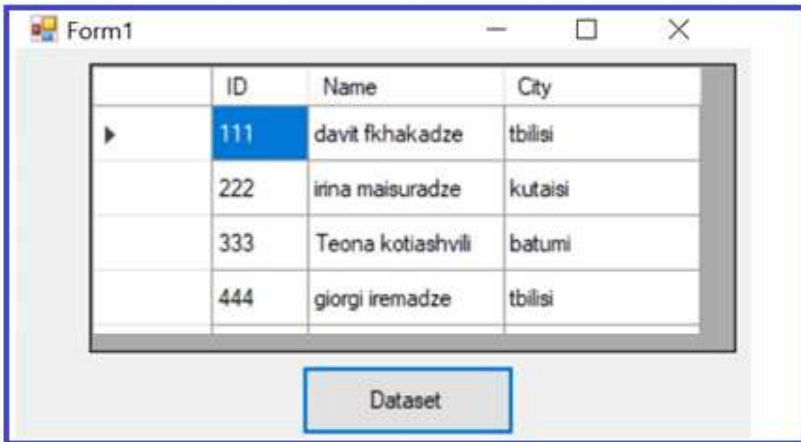 Form1
ID Name City
111 davit fkhakadze tbilisi
222 irina maisuradze kutaisi
333 Teona kotiashvili batumi
444 giorgi iremadze tbilisi
Dataset